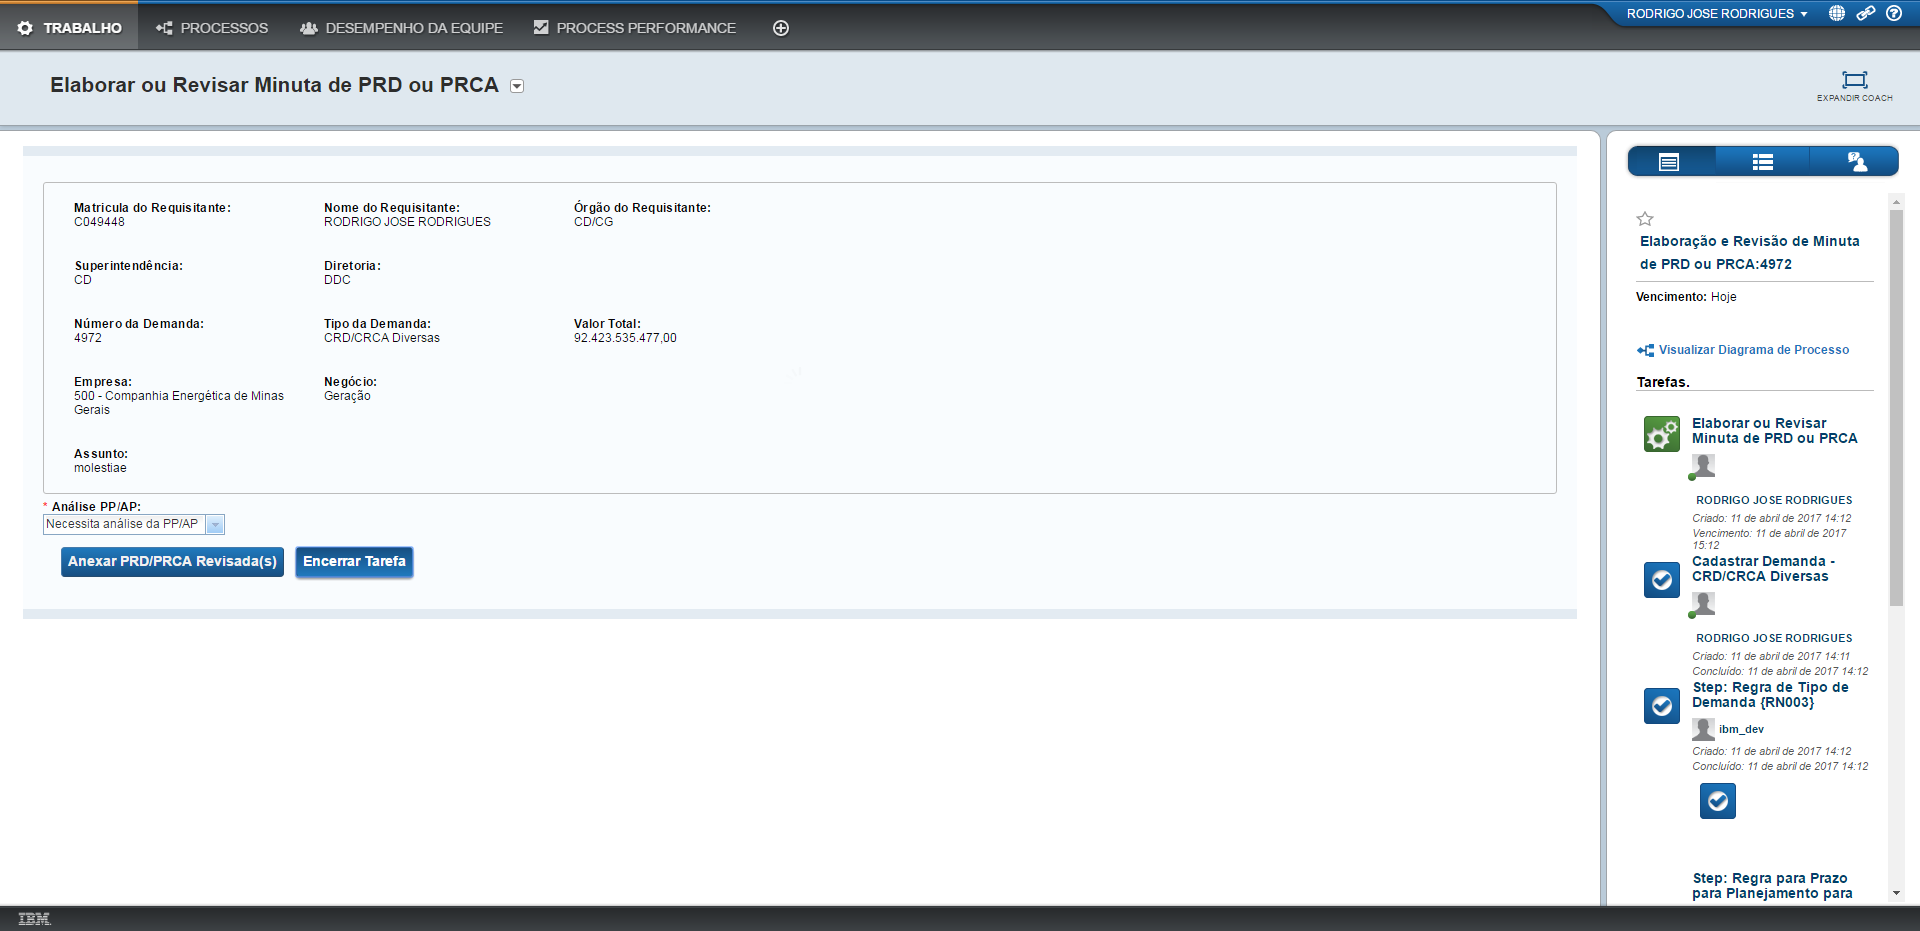 TRABALHO
PROCESSOS
DESEMPENHO DA EQUIPE
PROCESS PERFORMANCE
RODRIGO JOSE RODRIGUES
Elaborar ou Revisar Minuta de PRD ou PRCA
EXPANDIR COACH
Matricula do Requisitante:
C049448
Nome do Requisitante:
RODRIGO JOSE RODRIGUES
Órgão do Requisitante:
CD/CG
Superintendência:
CD
Diretoria:
DDC
Número da Demanda:
4972
Tipo da Demanda:
CRD/CRCA Diversas
Valor Total:
92.423.535.477,00
Empresa:
500 - Companhia Energética de Minas
Gerais
Negócio:
Geração
Assunto:
molestiae
* Análise PP/AP:
Necessita análise da PP/AP
Anexar PRD/PRCA Revisada(s)
Encerrar Tarefa
Elaboração e Revisão de Minuta
de PRD ou PRCA:4972
Vencimento: Hoje
Visualizar Diagrama de Processo
Tarefas.
Elaborar ou Revisar
Minuta de PRD ou PRCA
RODRIGO JOSE RODRIGUES
Criado: 11 de abril de 2017 14:12
Vencimento: 11 de abril de 2017
15:12
Cadastrar Demanda -
CRD/CRCA Diversas
RODRIGO JOSE RODRIGUES
Criado: 11 de abril de 2017 14:11
Concluído: 11 de abril de 2017 14:12
Step: Regra de Tipo de
Demanda {RN003}
ibm_dev
Criado: 11 de abril de 2017 14:12
Concluído: 11 de abril de 2017 14:12
Step: Regra para Prazo
para Planejamento para
IBM.